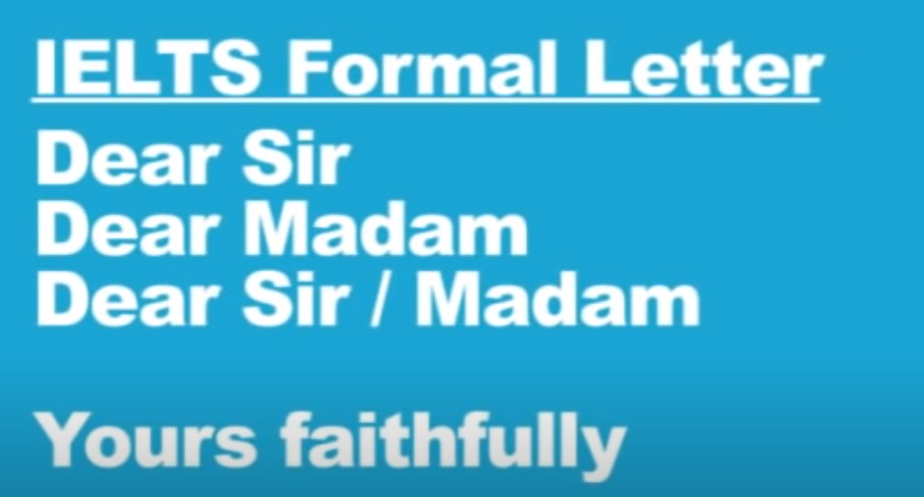 IELTS Formal Letter
Dear Sir
Dear Madam
Dear Sir / Madam
Yours faithfully